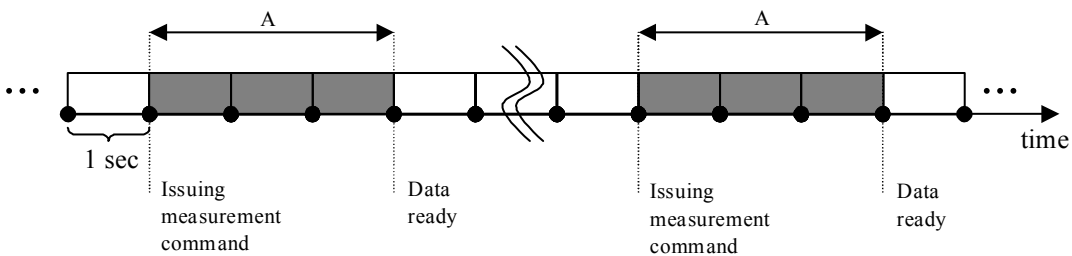 A
A
...
...
1 sec
time
Issuing
measurement
command
Data
ready
Issuing
measurement
command
Data
ready